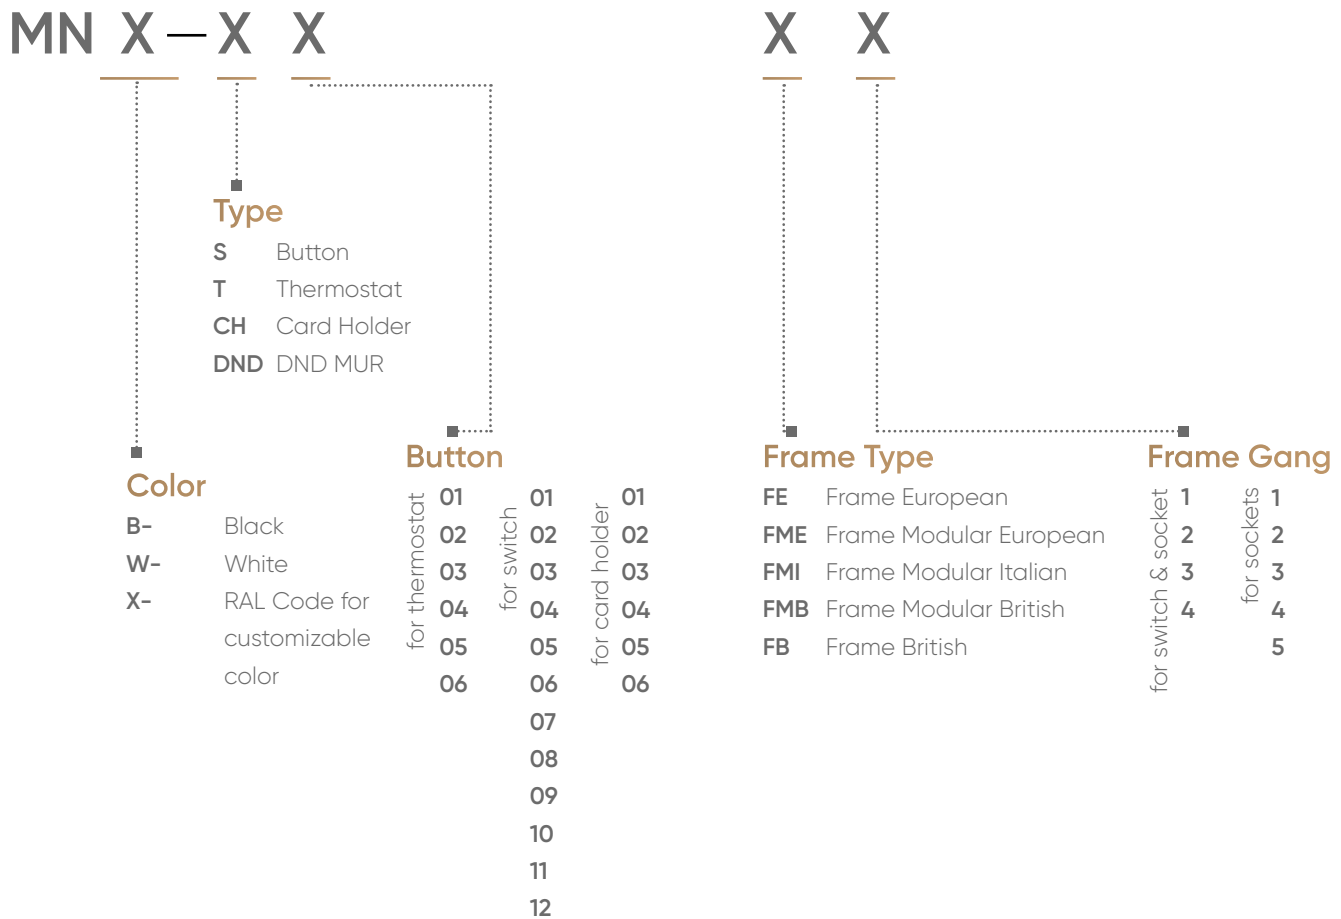 MN X — X X
X X
Type
S Button
T Thermostat
CH Card Holder
DND DND MUR
Color
B- Black
W- White
X- RAL Code for
customizable
color
Button
for thermostat
01
02
03
04
05
06
for switch
01
02
03
04
05
06
07
08
09
10
11
12
for card holder
01
02
03
04
05
06
Frame Type
FE Frame European
FME Frame Modular European
FMI Frame Modular Italian
FMB Frame Modular British
FB Frame British
Frame Gang
for switch & socket
1
2
3
4
for sockets
1
2
3
4
5